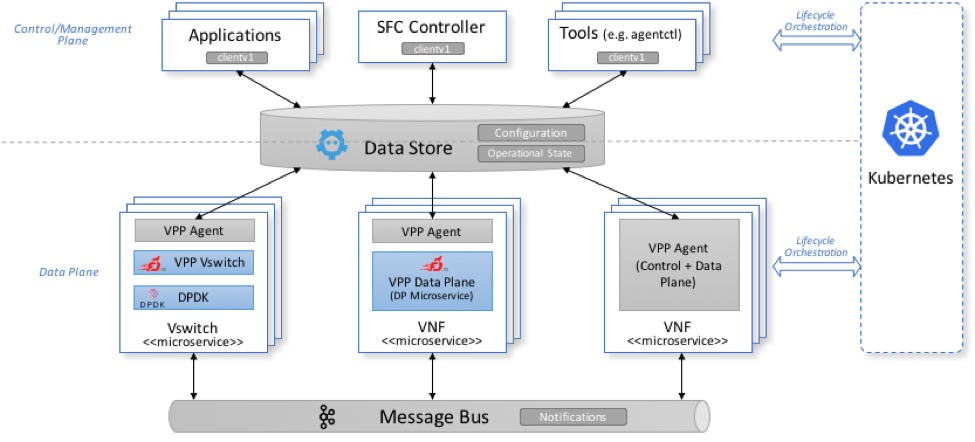 Control/Management
Plane
Applications
clientv1
SFC Controller
clientv1
Tools (e.g. agentctl)
clientv1
Lifecycle
Orchestration
Data Store
Configuration
Operational State
Kubernetes
Data Plane
VPP Agent
VPP Vswitch
DPDK
DPDK
Vswitch
<<microservice>>
VPP Agent
VPP Data Plane
(DP Microservice)
VNF
<<microservice>>
VPP Agent
(Control + Data
Plane)
VNF
<<microservice>>
Lifecycle
Orchestration
Message Bus
Notifications